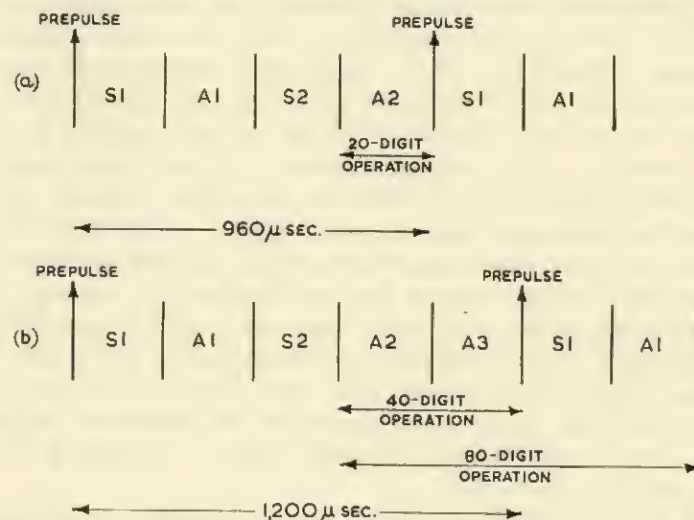 PREPULSE PREPULSE
(a) S1 A1 S2 A2 S1 A1
20-DIGIT
OPERATION
960µ SEC.
PREPULSE PREPULSE
(b) S1 A1 S2 A2 A3 S1 A1
40-DIGIT
OPERATION
80-DIGIT
OPERATION
1,200µ SEC.